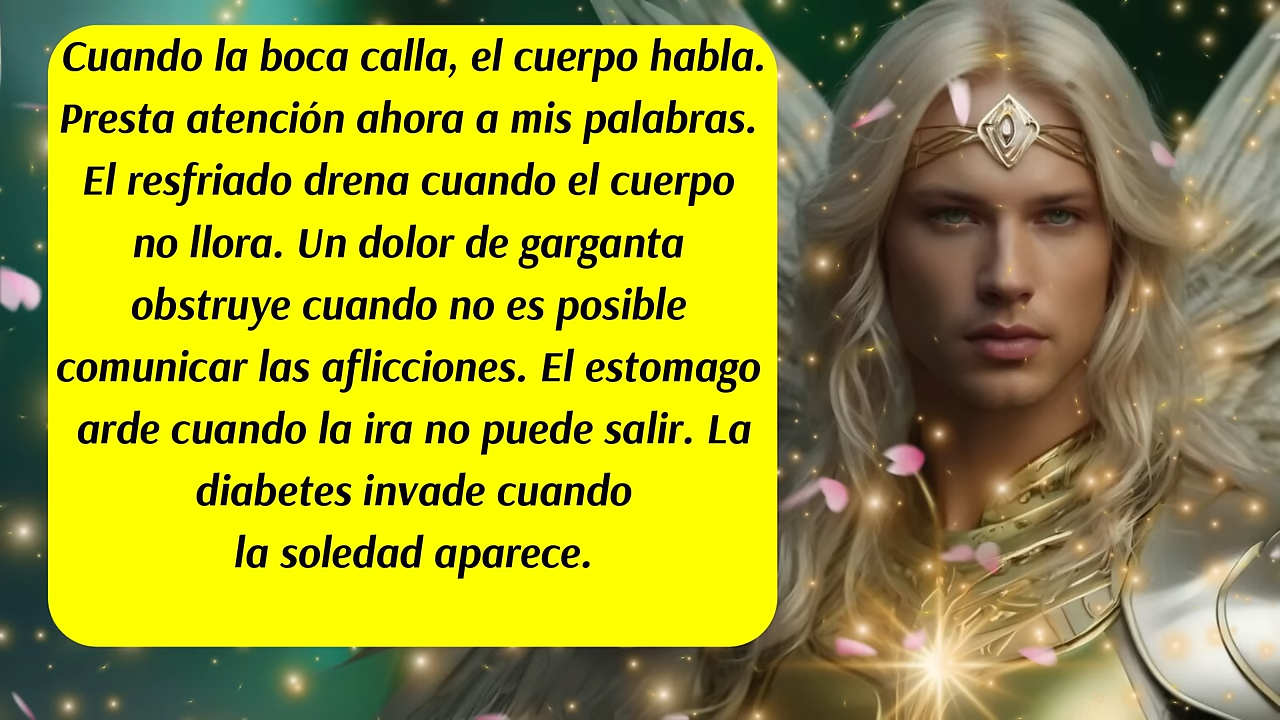 Cuando la boca calla, el cuerpo habla.
Presta atención ahora a mis palabras.
El resfriado drena cuando el cuerpo
no llora. Un dolor de garganta
obstruye cuando no es posible
comunicar las aflicciones. El estomago
arde cuando la ira no puede salir. La
diabetes invade cuando
la soledad aparece.